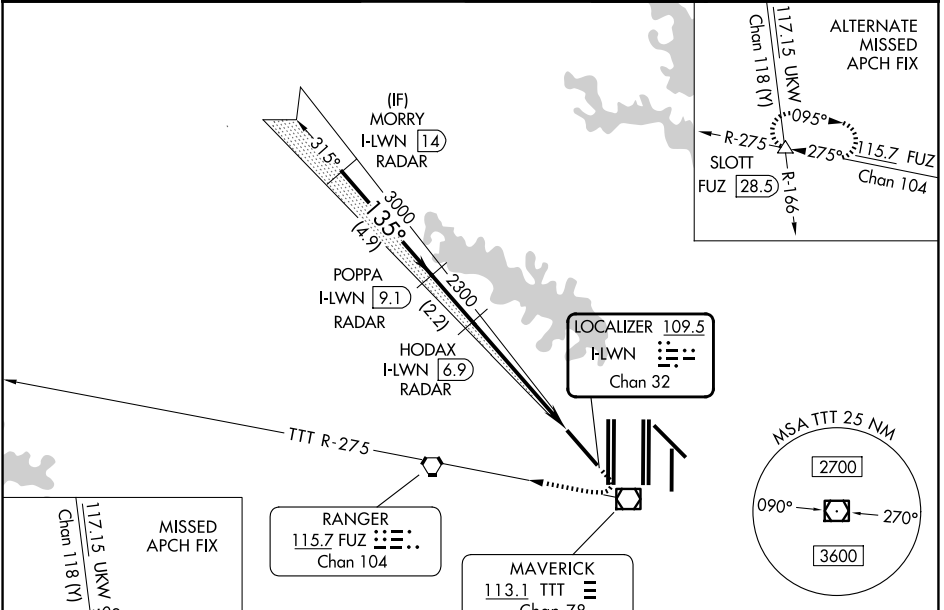 117.15 UKW
Chan 118 (Y)
ALTERNATE
MISSED
APCH FIX
095°
R-275
275°
115.7 FUZ
Chan 104
SLOTT
FUZ 28.5
R-166
(IF)
MORRY
I-LWN 14
RADAR
315°
3000
135°
(4.9)
POPPA
I-LWN 9.1
RADAR
2300
(2.2)
HODAX
I-LWN 6.9
RADAR
LOCALIZER 109.5
I-LWN
Chan 32
TTT R-275
MSA TTT 25 NM
2700
090°
270°
3600
RANGER
115.7 FUZ
Chan 104
MAVERICK
113.1 TTT
Chan 78
117.15 UKW
Chan 118 (Y)
MISSED
APCH FIX